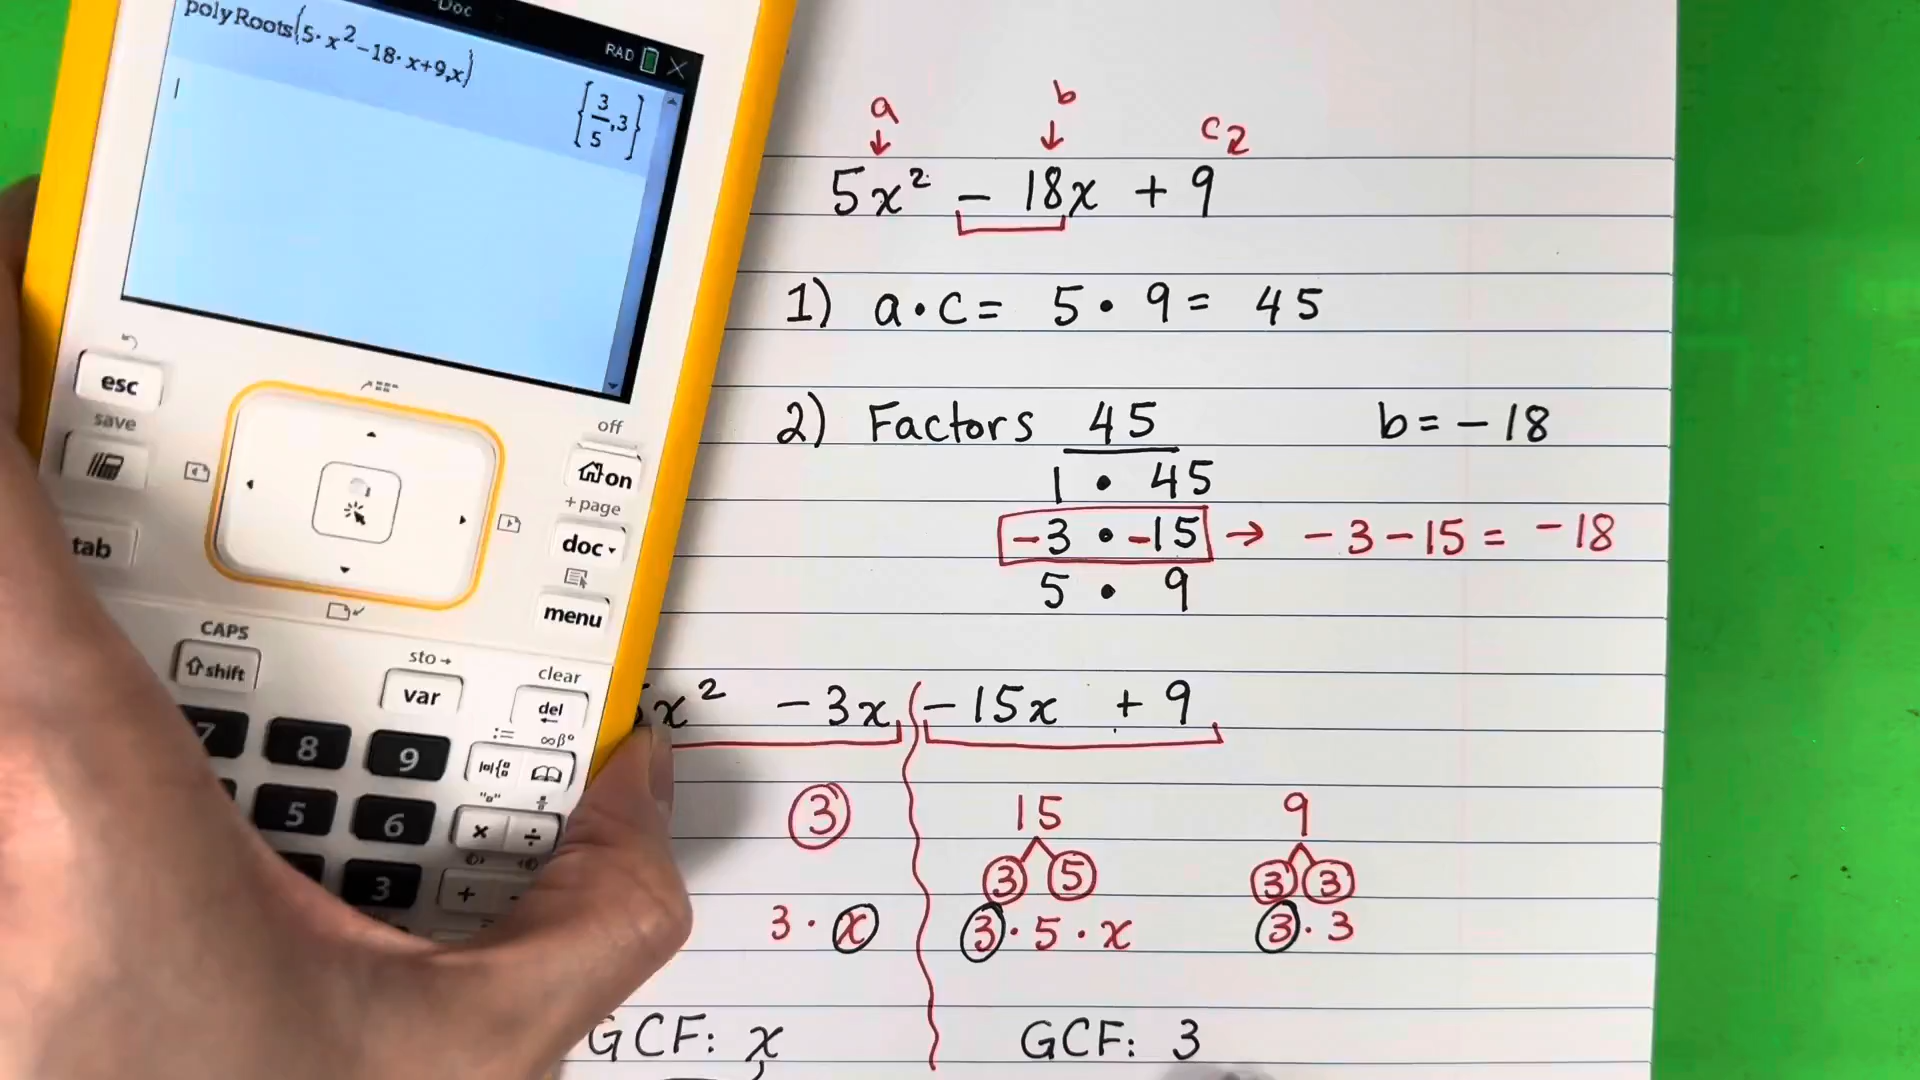 Doc
RAD
polyRoots(5·x²-18·x+9,x)
{3/5,3}
esc
save
tab
off
on
+page
doc
menu
CAPS
shift
sto→
var
clear
del
:=
∞β°
7
8
9
5
6
×
÷
3
+
a
b
c2
5x² - 18x + 9
1) a·c = 5 · 9 = 45
2) Factors 45 b = -18
1 · 45
-3 · -15 → -3-15 = -18
5 · 9
5x² - 3x -15x + 9
3 15 9
3 5 3 3
3·x 3·5·x 3·3
GCF: x GCF: 3